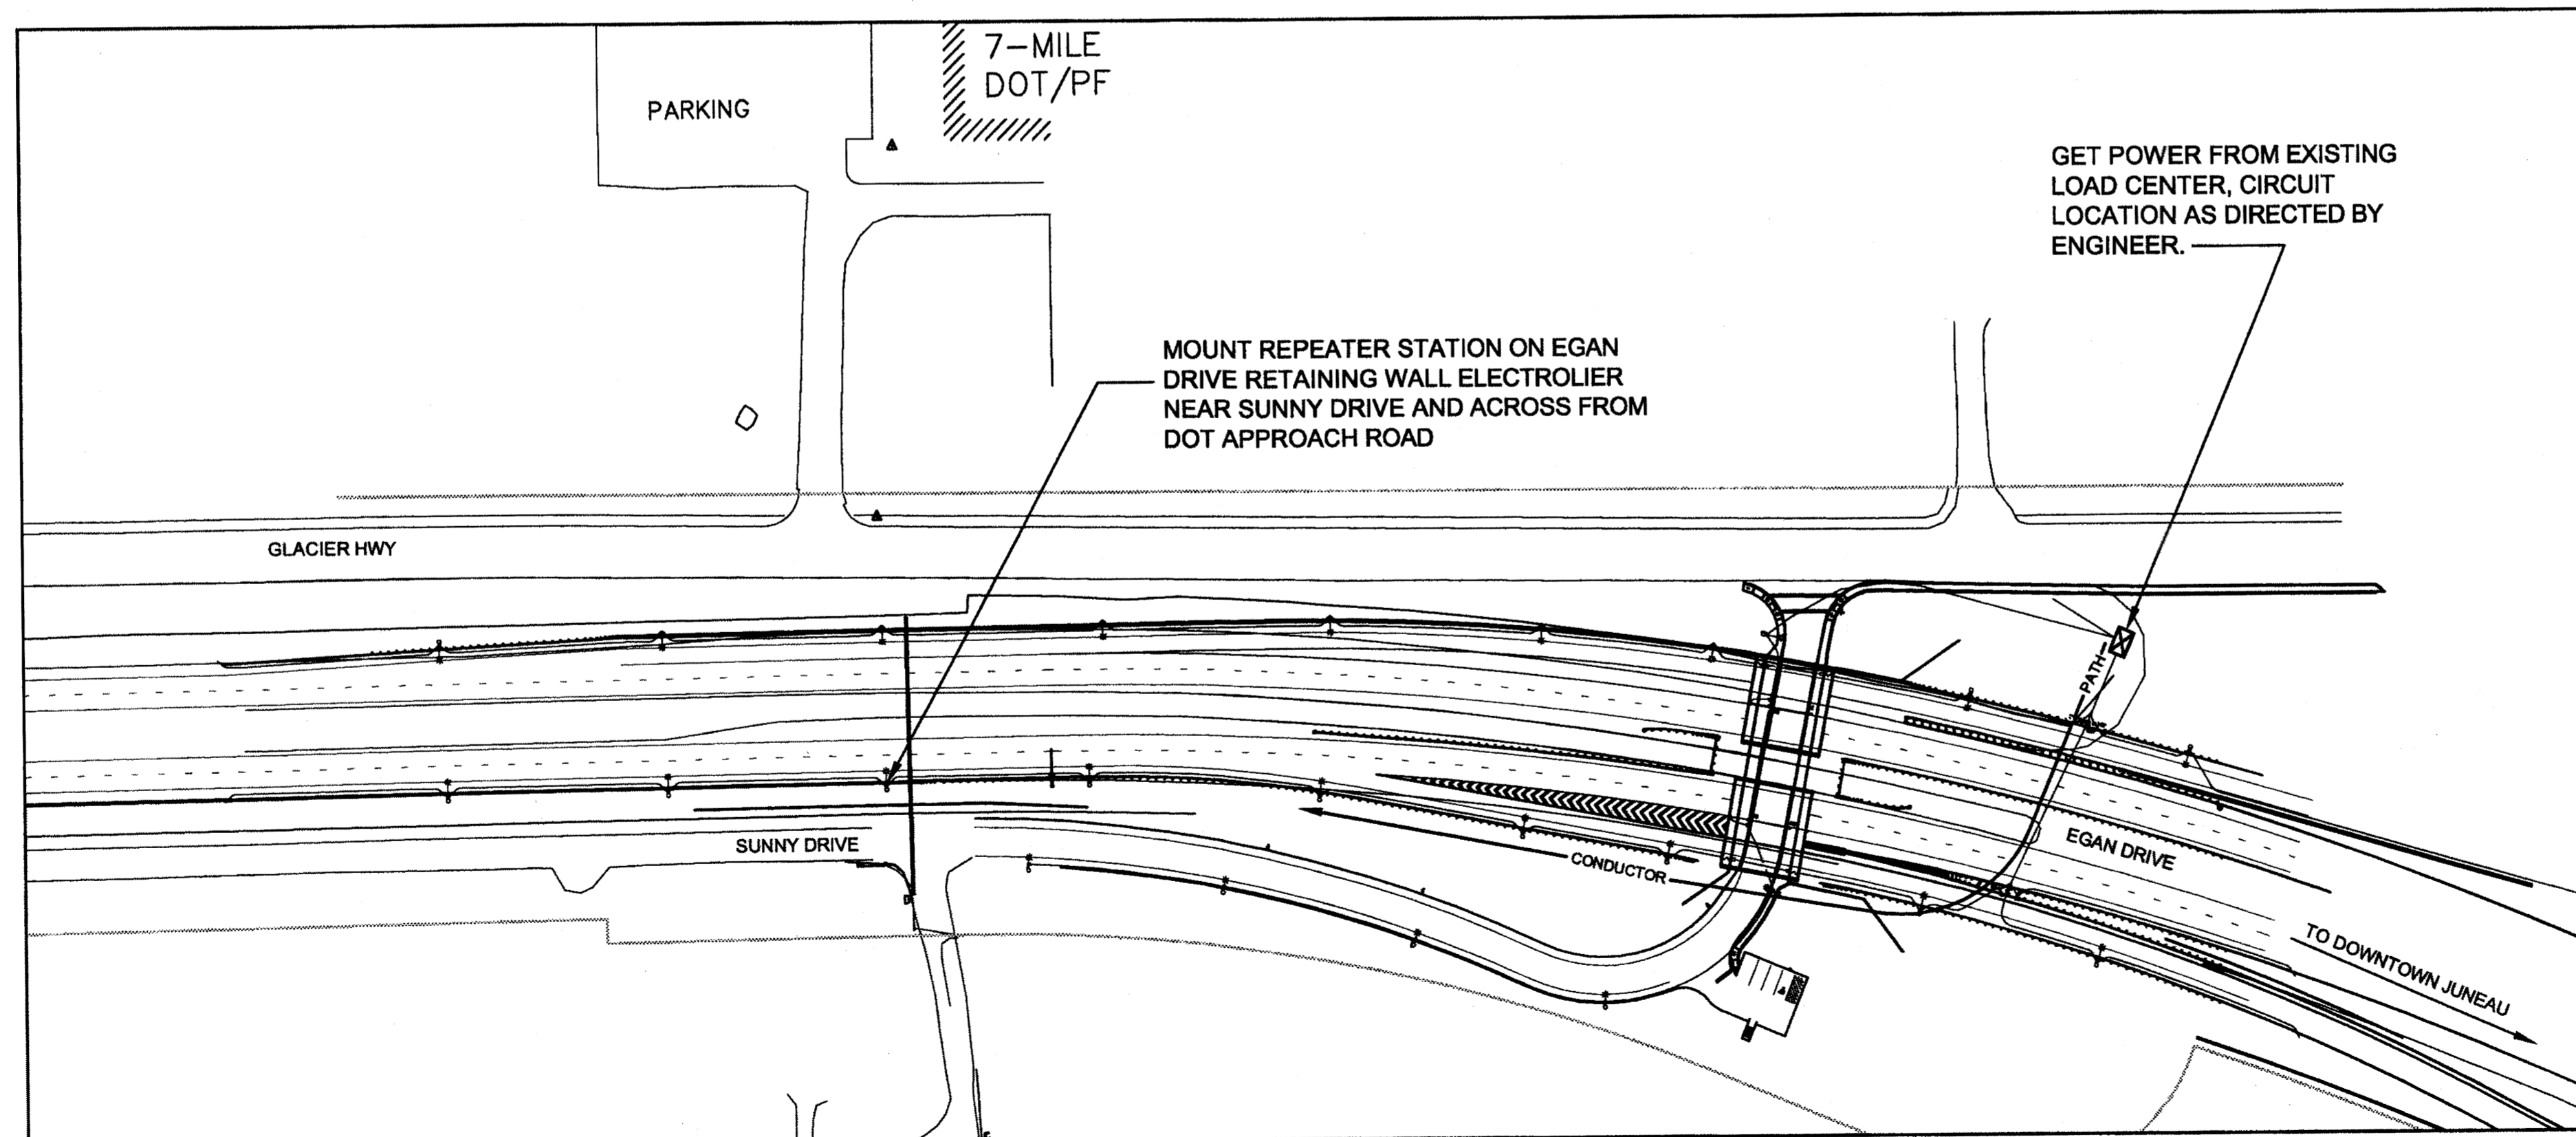 7-MILE
DOT/PF
PARKING
GET POWER FROM EXISTING
LOAD CENTER, CIRCUIT
LOCATION AS DIRECTED BY
ENGINEER.
MOUNT REPEATER STATION ON EGAN
DRIVE RETAINING WALL ELECTROLIER
NEAR SUNNY DRIVE AND ACROSS FROM
DOT APPROACH ROAD
GLACIER HWY
PATH
SUNNY DRIVE
CONDUCTOR
EGAN DRIVE
TO DOWNTOWN JUNEAU